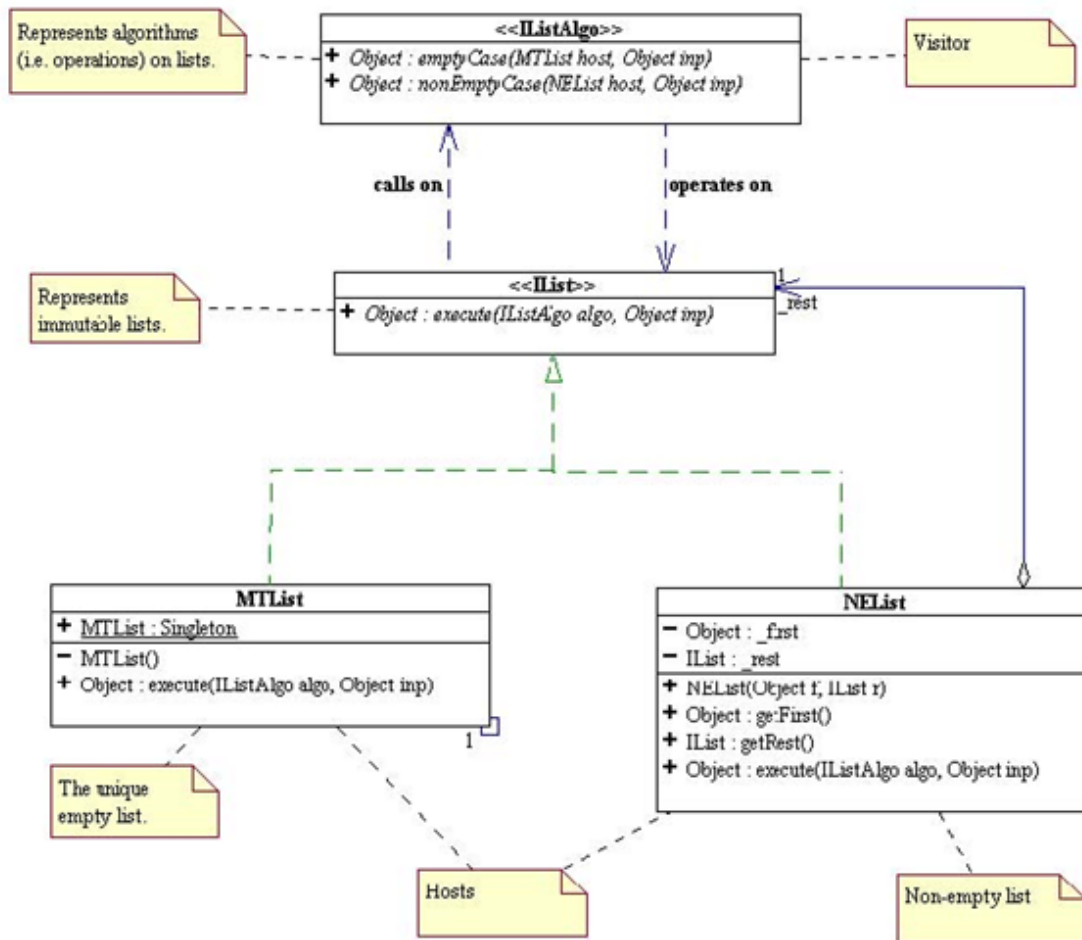 Represents algorithms
(i.e. operations) on lists.
<<IListAlgo>>
+ Object : emptyCase(MTList host, Object inp)
+ Object : nonEmptyCase(NEList host, Object inp)
Visitor
calls on
operates on
Represents
immutable lists.
<<IList>>
+ Object : execute(IListAlgo algo, Object inp)
1
_rest
MTList
+ MTList : Singleton
- MTList()
+ Object : execute(IListAlgo algo, Object inp)
1
NEList
- Object : _first
- IList : _rest
+ NEList(Object f, IList r)
+ Object : getFirst()
+ IList : getRest()
+ Object : execute(IListAlgo algo, Object inp)
The unique
empty list.
Hosts
Non-empty list